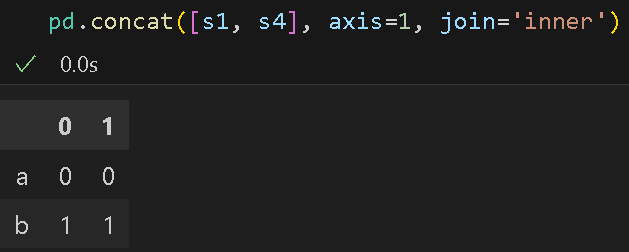 pd.concat([s1, s4], axis=1, join='inner')
0.0s
0 1
a 0 0
b 1 1